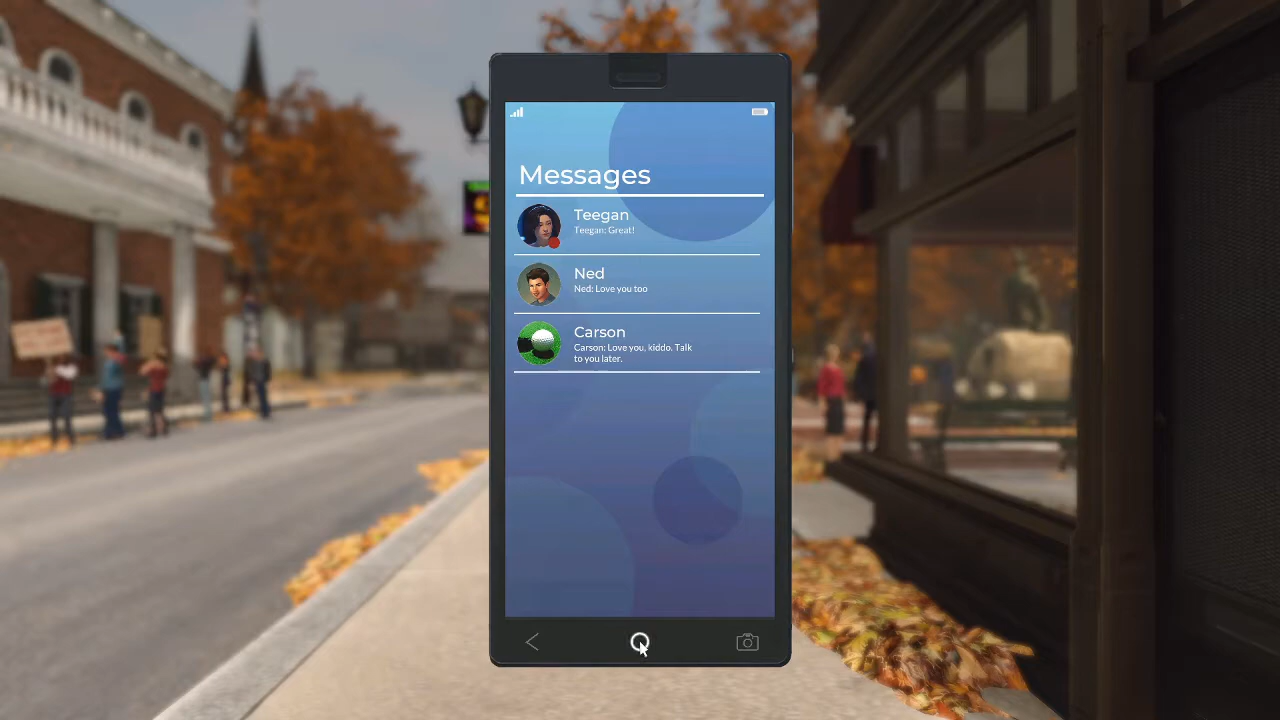 Messages
Teegan
Teegan: Great!
Ned
Ned: Love you too
Carson
Carson: Love you, kiddo. Talk
to you later.